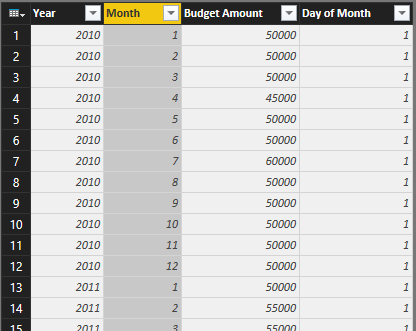 Year Month Budget Amount Day of Month
1 2010 1 50000 1
2 2010 2 50000 1
3 2010 3 50000 1
4 2010 4 45000 1
5 2010 5 50000 1
6 2010 6 50000 1
7 2010 7 60000 1
8 2010 8 50000 1
9 2010 9 50000 1
10 2010 10 50000 1
11 2010 11 50000 1
12 2010 12 50000 1
13 2011 1 50000 1
14 2011 2 55000 1
15 2011 3 55000 1